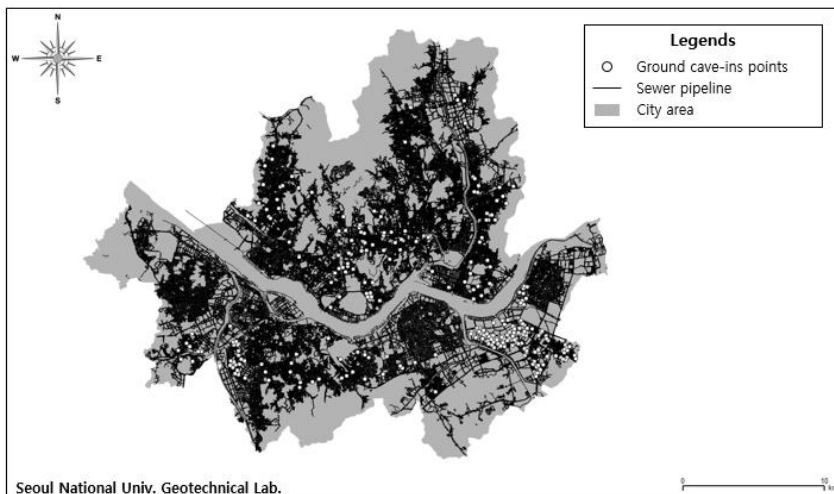 N
W
E
S
Legends
Ground cave-ins points
Sewer pipeline
City area
Seoul National Univ. Geotechnical Lab.
0
10